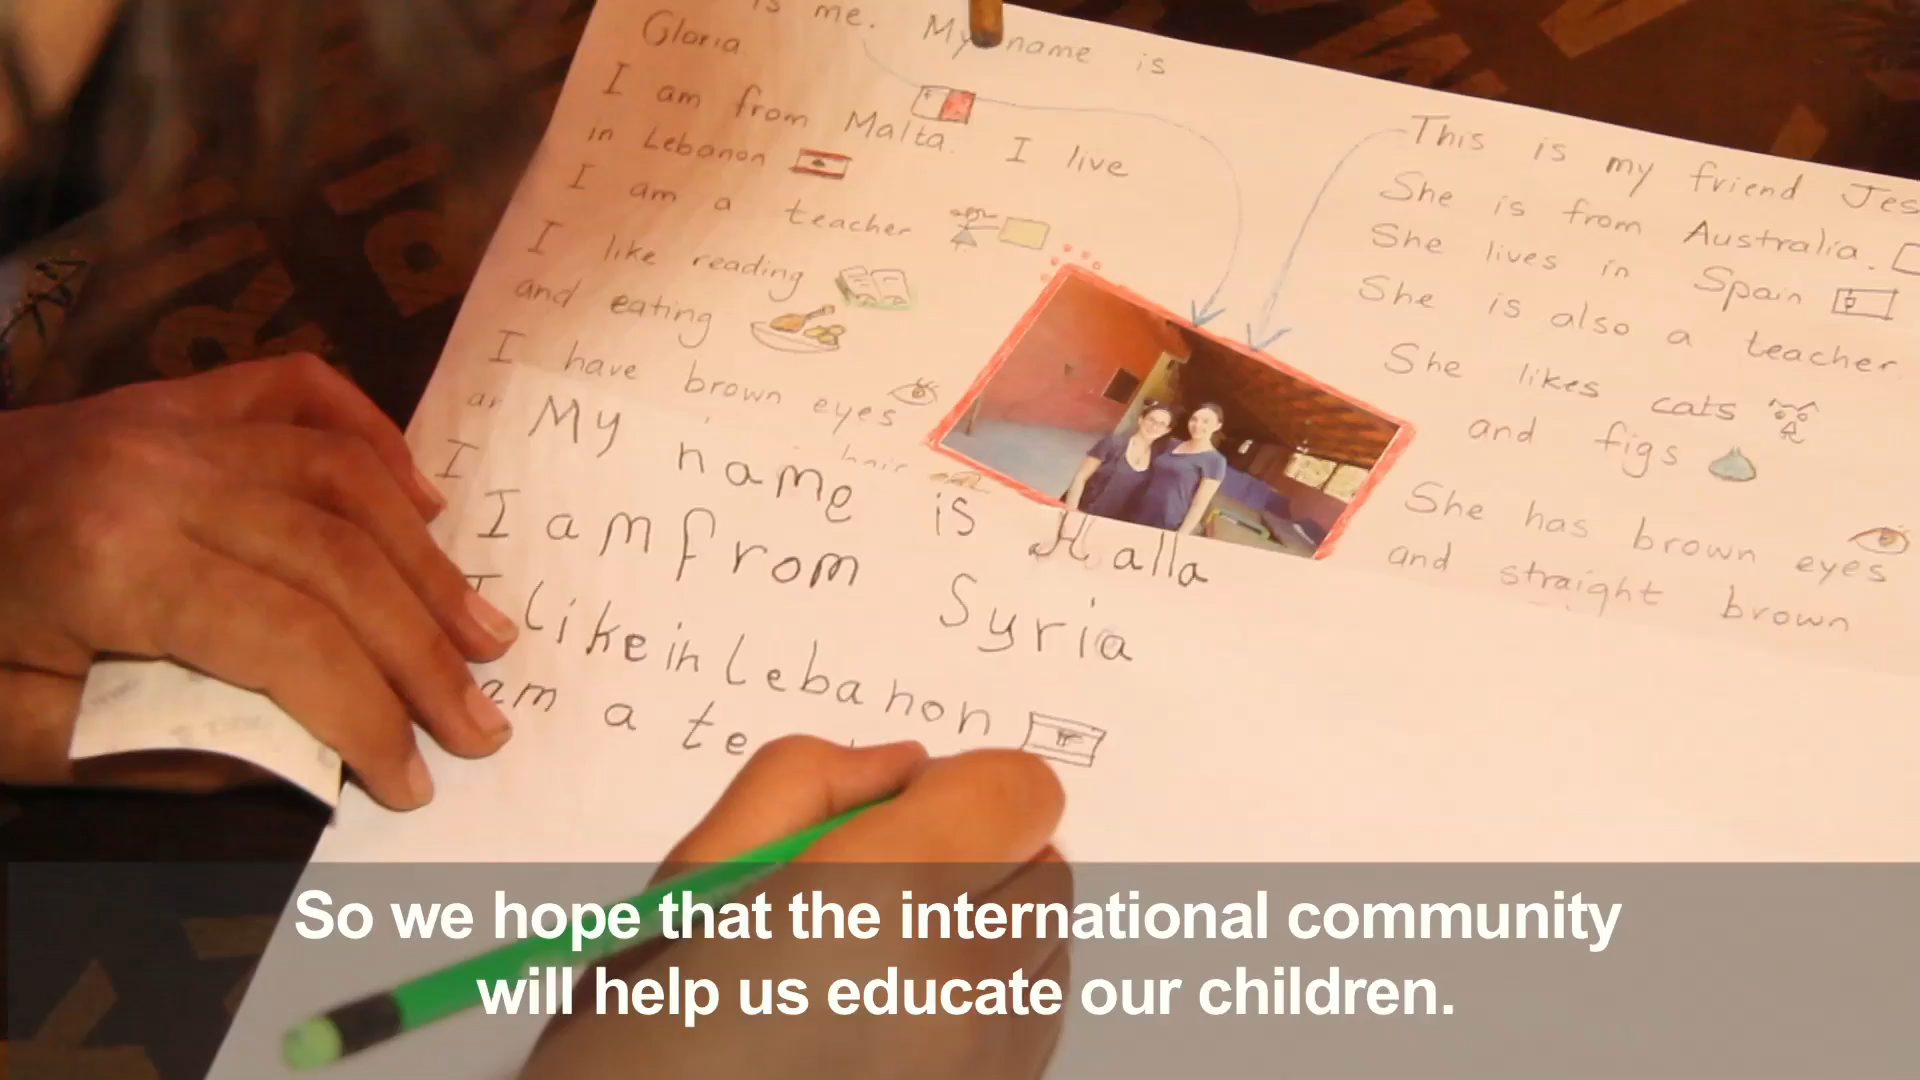 is me. My name is
Gloria
I am from Malta. I live
in Lebanon
I am a teacher
I like reading
and eating
I have brown eyes
hair
I
This is my friend Jes
She is from Australia.
She lives in Spain
She is also a teacher.
She likes cats
and figs
She has brown eyes
and straight brown
My name is Halla
I am from Syria
I like in Lebanon
am a te
So we hope that the international community
will help us educate our children.